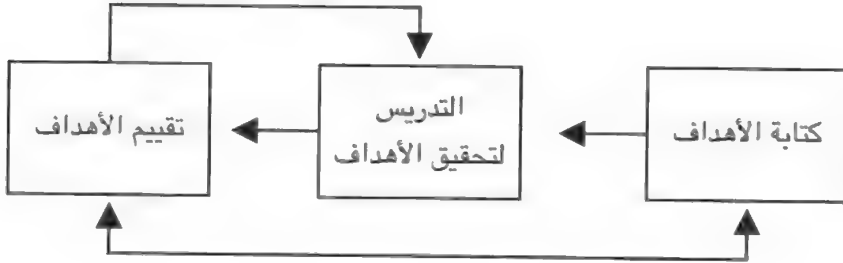 كتابة الأهداف
التدريس
لتحقيق الأهداف
تقييم الأهداف